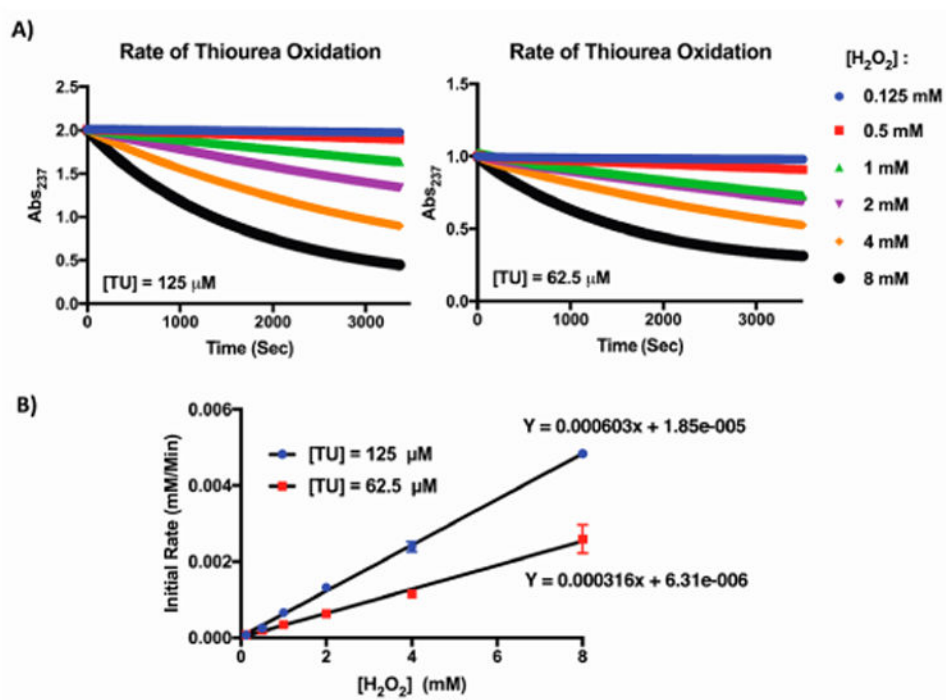 A)
Rate of Thiourea Oxidation
Rate of Thiourea Oxidation
[H₂O₂] :
0.125 mM
0.5 mM
1 mM
2 mM
4 mM
8 mM
2.5
2.0
1.5
1.0
0.5
0.0
Abs₂₃₇
[TU] = 125 μM
0
1000
2000
3000
Time (Sec)
1.5
1.0
0.5
0.0
Abs₂₃₇
[TU] = 62.5 μM
0
1000
2000
3000
Time (Sec)
B)
0.006
0.004
0.002
0.000
Initial Rate (mM/Min)
[TU] = 125 μM
[TU] = 62.5 μM
Y = 0.000603x + 1.85e-005
Y = 0.000316x + 6.31e-006
0
2
4
6
8
[H₂O₂] (mM)